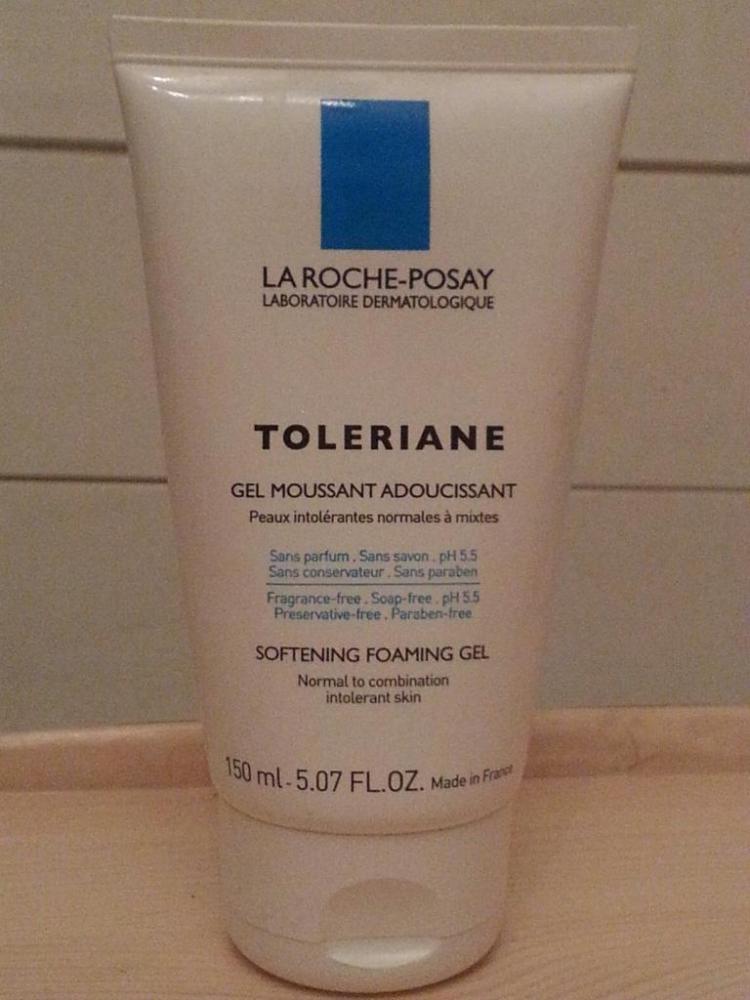 LA ROCHE-POSAY
LABORATOIRE DERMATOLOGIQUE
TOLERIANE
GEL MOUSSANT ADOUCISSANT
Peaux intolérantes normales à mixtes
Sans parfum . Sans savon . pH 5.5
Sans conservateur . Sans paraben
Fragrance-free . Soap-free . pH 5.5
Preservative-free . Paraben-free
SOFTENING FOAMING GEL
Normal to combination
intolerant skin
150 ml - 5.07 FL.OZ. Made in France